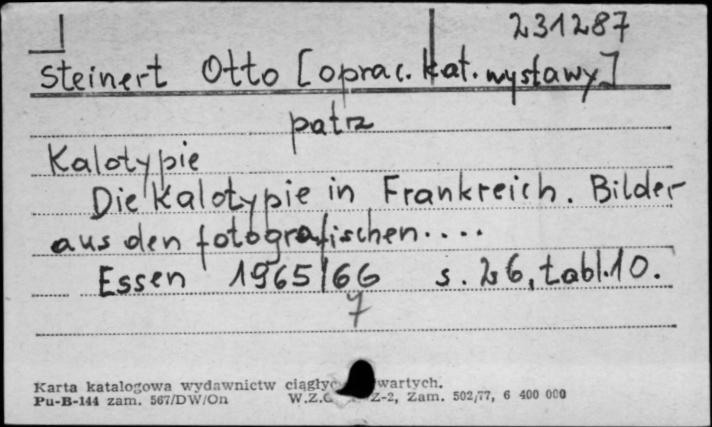 231287
Steinert Otto [oprac. kat. wystawy]
patrz
Kalotypie
Die Kalotypie in Frankreich. Bilder
aus den fotografischen....
Essen 1965/66 s. 26, tabl. 10.
7
Karta katalogowa wydawnictw wartych.
Pu-B-144 zam. 567/DW/On W.Z. Z-2, Zam. 502/77, 6 400 000